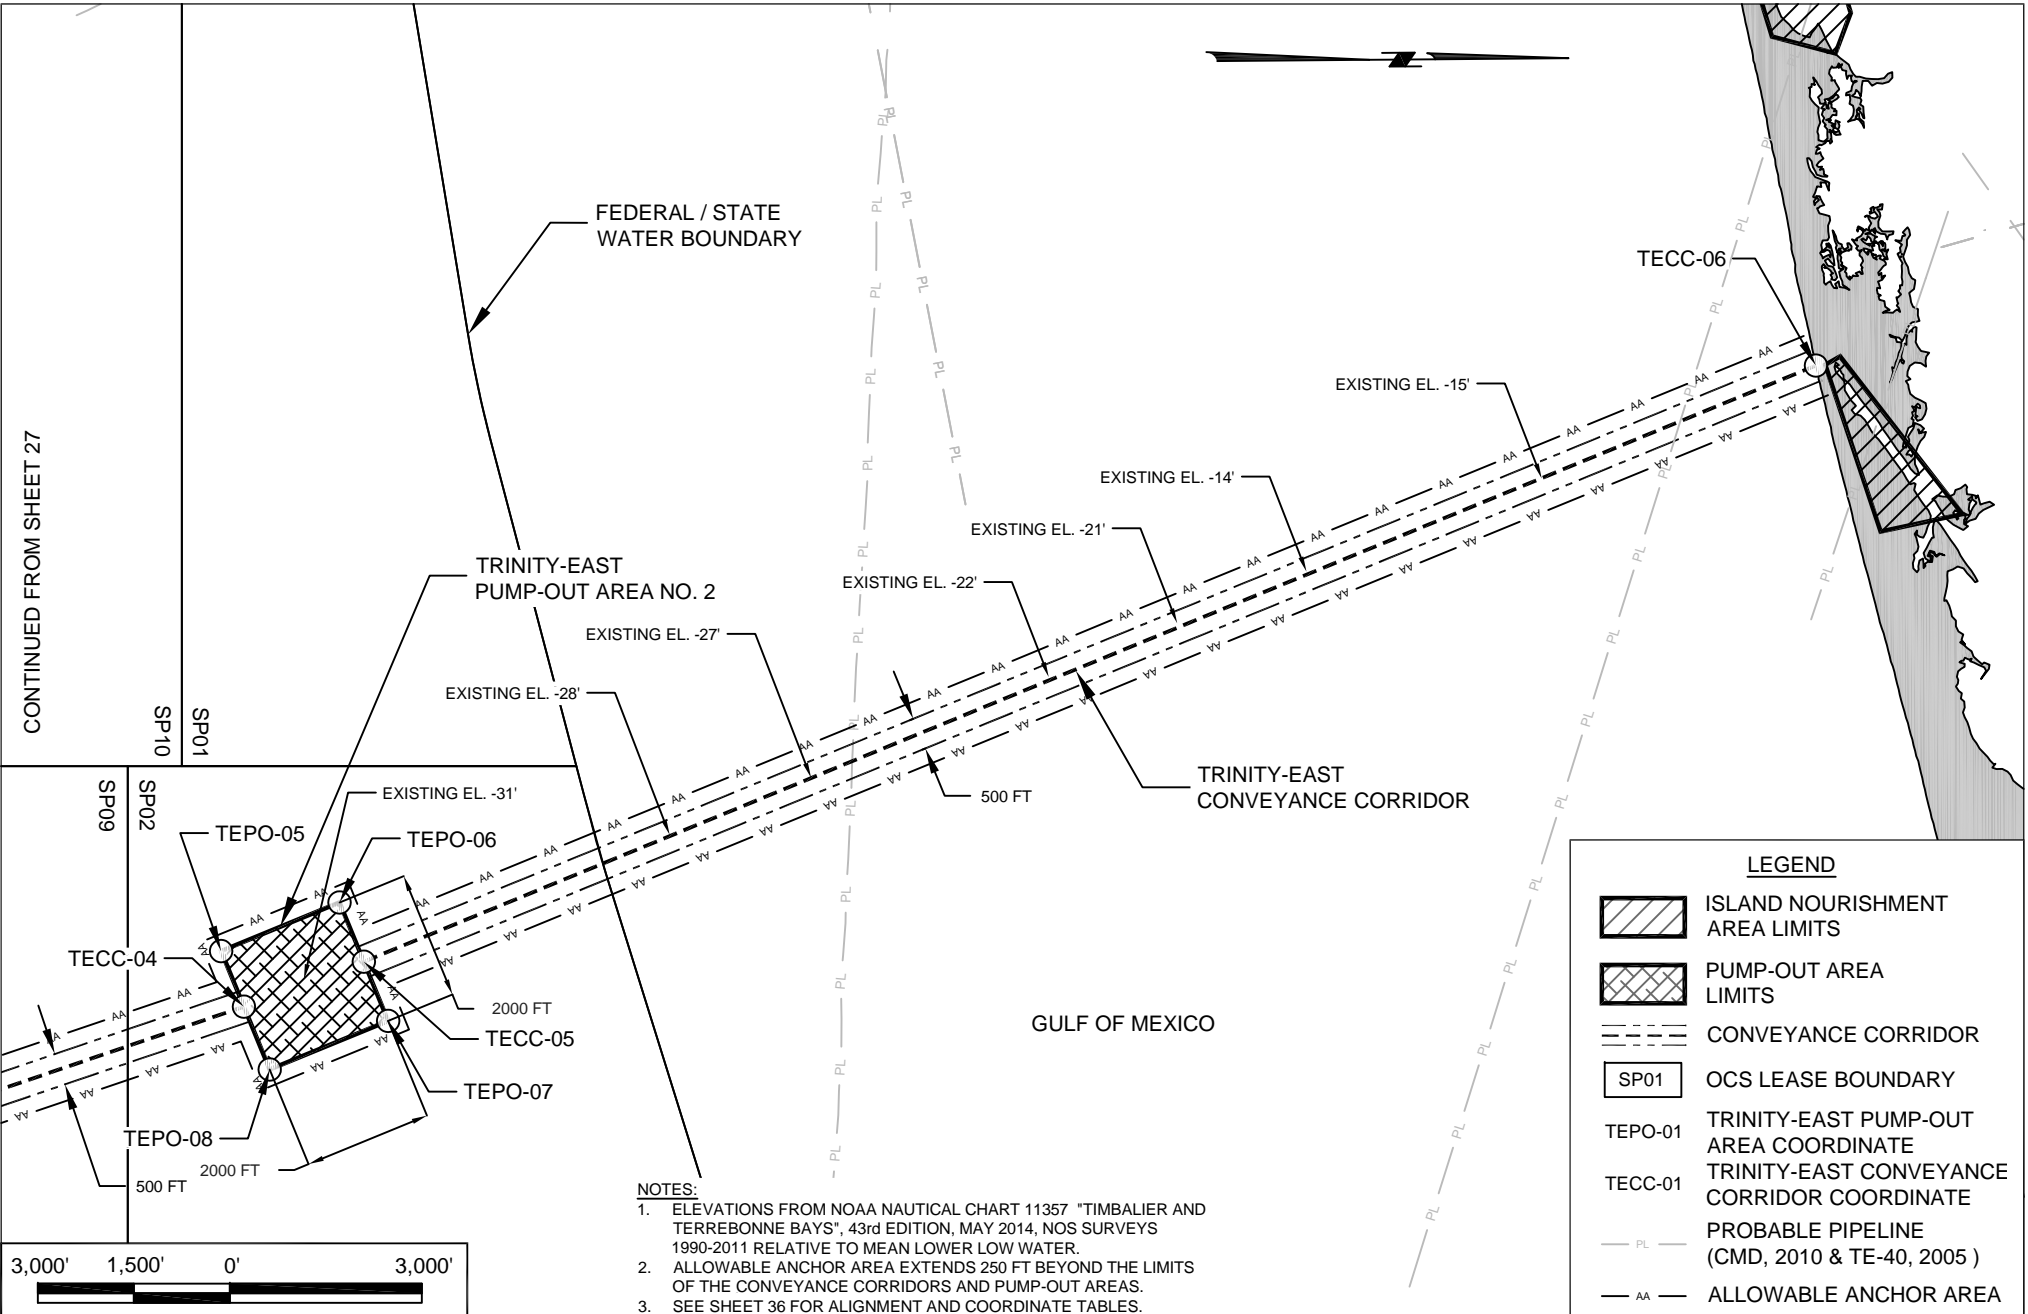 FEDERAL / STATE
WATER BOUNDARY
CONTINUED FROM SHEET 27
SP10
SP01
SP09
SP02
TECC-06
EXISTING EL. -15'
EXISTING EL. -14'
EXISTING EL. -21'
EXISTING EL. -22'
EXISTING EL. -27'
EXISTING EL. -28'
EXISTING EL. -31'
TRINITY-EAST
PUMP-OUT AREA NO. 2
TRINITY-EAST
CONVEYANCE CORRIDOR
500 FT
TEPO-05
TEPO-06
TECC-04
2000 FT
TECC-05
TEPO-07
TEPO-08
2000 FT
500 FT
GULF OF MEXICO
PL
AA
NOTES:
1. ELEVATIONS FROM NOAA NAUTICAL CHART 11357 "TIMBALIER AND
TERREBONNE BAYS", 43rd EDITION, MAY 2014, NOS SURVEYS
1990-2011 RELATIVE TO MEAN LOWER LOW WATER.
2. ALLOWABLE ANCHOR AREA EXTENDS 250 FT BEYOND THE LIMITS
OF THE CONVEYANCE CORRIDORS AND PUMP-OUT AREAS.
3. SEE SHEET 36 FOR ALIGNMENT AND COORDINATE TABLES.
3,000' 1,500' 0' 3,000'
LEGEND
ISLAND NOURISHMENT
AREA LIMITS
PUMP-OUT AREA
LIMITS
CONVEYANCE CORRIDOR
SP01 OCS LEASE BOUNDARY
TEPO-01 TRINITY-EAST PUMP-OUT
AREA COORDINATE
TECC-01 TRINITY-EAST CONVEYANCE
CORRIDOR COORDINATE
PL PROBABLE PIPELINE
(CMD, 2010 & TE-40, 2005 )
AA ALLOWABLE ANCHOR AREA